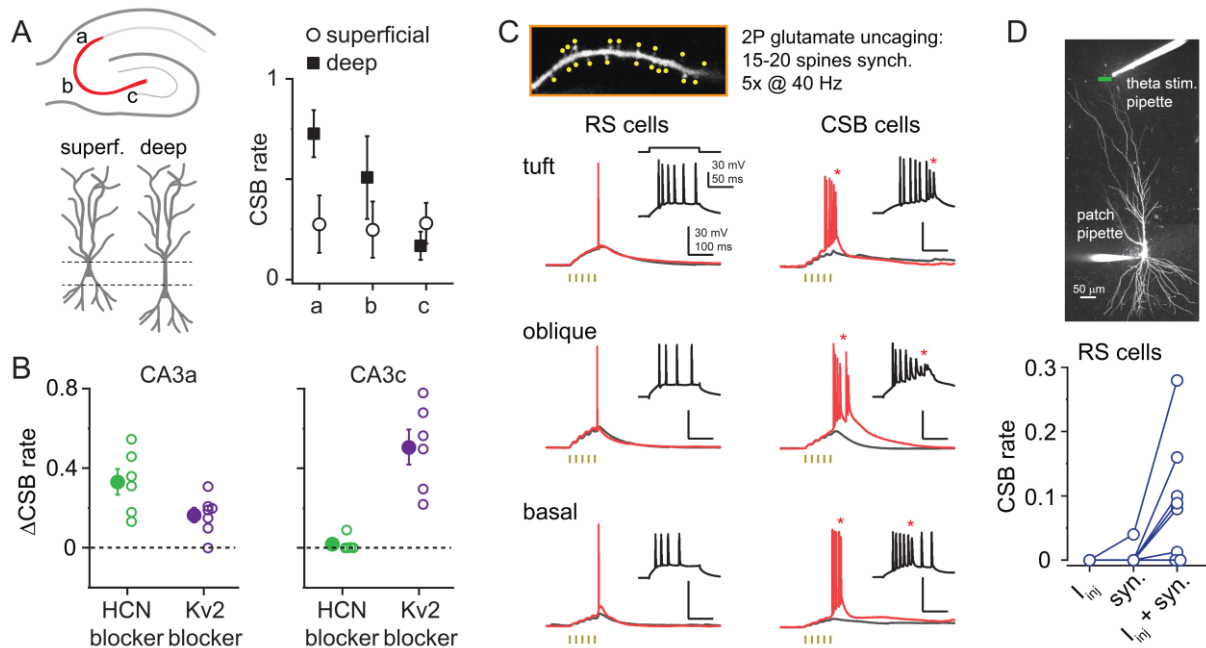 A
a
b
c
superf.
deep
superficial
deep
1
0
CSB rate
a
b
c
B
CA3a
CA3c
0.8
0.4
0
ΔCSB rate
HCN
blocker
Kv2
blocker
HCN
blocker
Kv2
blocker
C
2P glutamate uncaging:
15-20 spines synch.
5x @ 40 Hz
RS cells
CSB cells
tuft
30 mV
50 ms
30 mV
100 ms
*
*
oblique
*
*
basal
*
*
D
theta stim.
pipette
patch
pipette
50 μm
RS cells
0.3
0.2
0.1
0
CSB rate
Iinj
syn.
Iinj + syn.